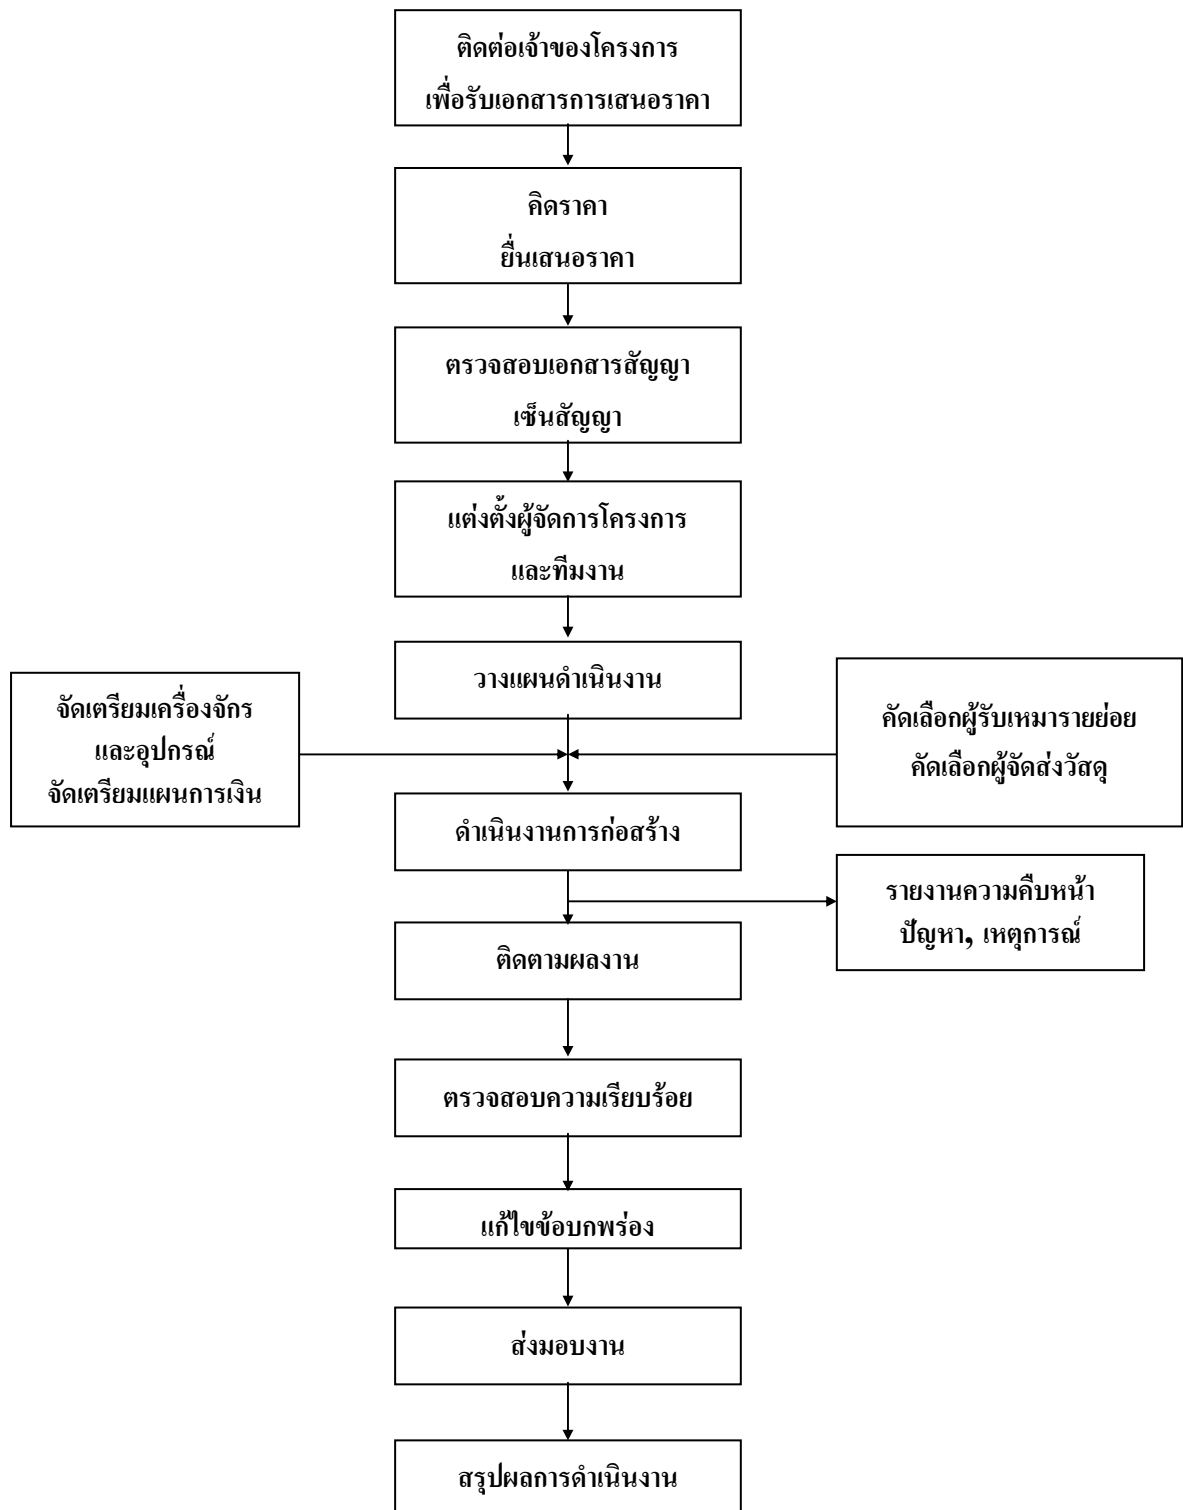 ติดต่อเจ้าของโครงการ
เพื่อรับเอกสารการเสนอราคา
คิดราคา
ยื่นเสนอราคา
ตรวจสอบเอกสารสัญญา
เซ็นสัญญา
แต่งตั้งผู้จัดการโครงการ
และทีมงาน
วางแผนดำเนินงาน
จัดเตรียมเครื่องจักร
และอุปกรณ์
จัดเตรียมแผนการเงิน
คัดเลือกผู้รับเหมารายย่อย
คัดเลือกผู้จัดส่งวัสดุ
ดำเนินงานการก่อสร้าง
รายงานความคืบหน้า
ปัญหา, เหตุการณ์
ติดตามผลงาน
ตรวจสอบความเรียบร้อย
แก้ไขข้อบกพร่อง
ส่งมอบงาน
สรุปผลการดำเนินงาน